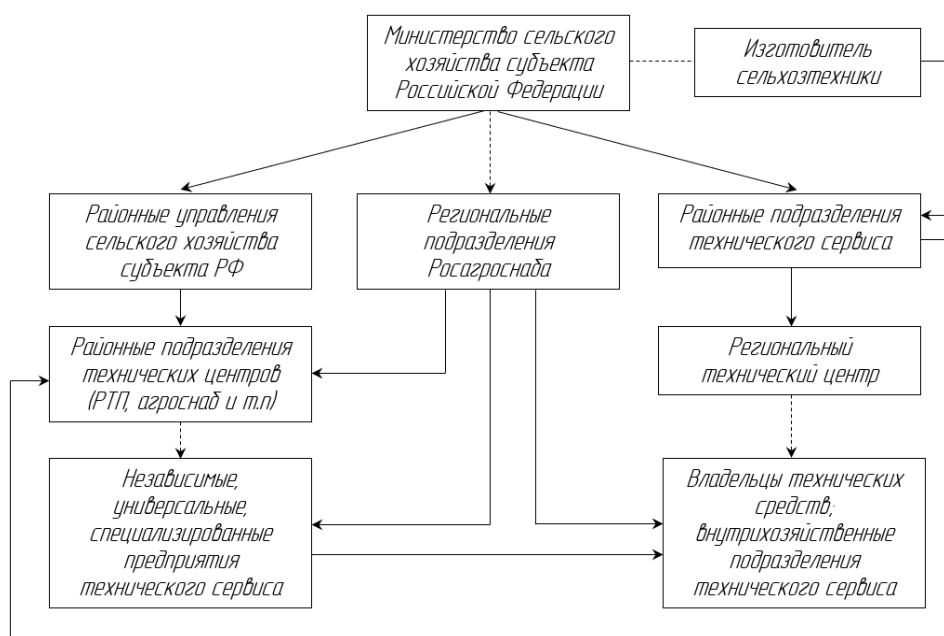 Министерство сельского
хозяйства субъекта
Российской Федерации
Изготовитель
сельхозтехники
Районные управления
сельского хозяйства
субъекта РФ
Региональные
подразделения
Росагроснаба
Районные подразделения
технического сервиса
Районные подразделения
технических центров
(РТП, агроснаб и т.п)
Региональный
технический центр
Независимые,
универсальные,
специализированные
предприятия
технического сервиса
Владельцы технических
средств;
внутрихозяйственные
подразделения
технического сервиса